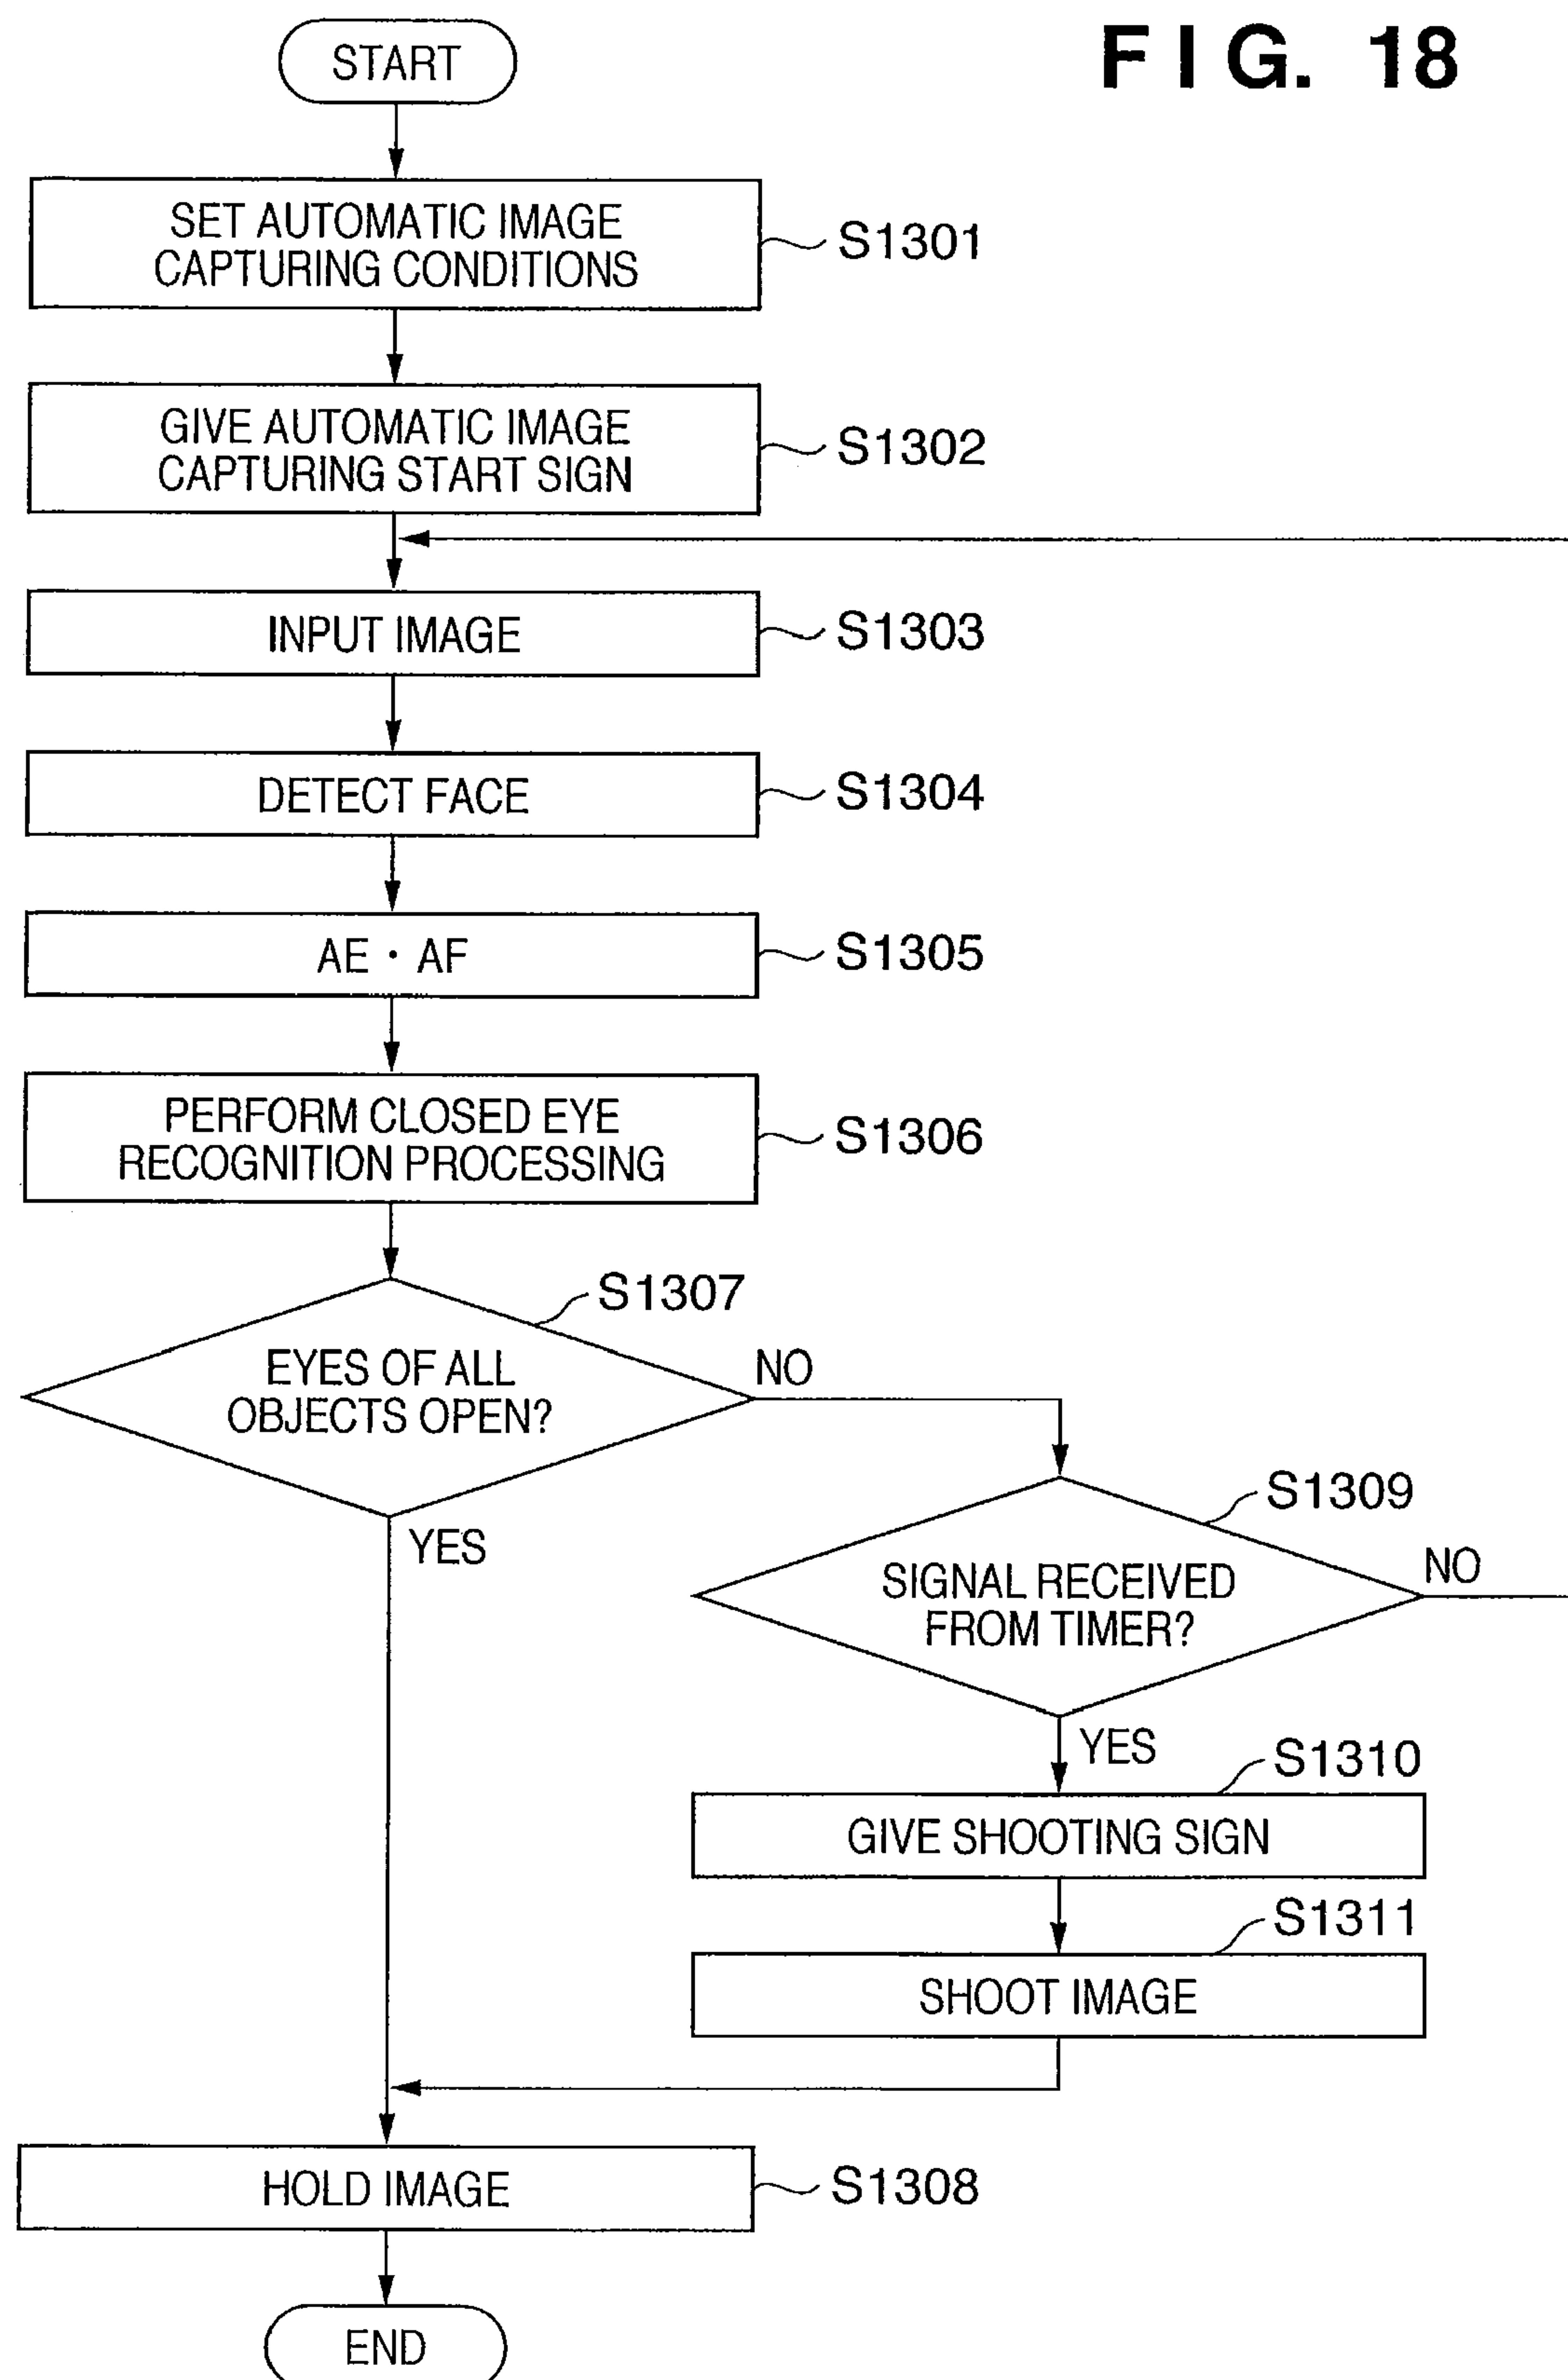 FIG. 18
START
SET AUTOMATIC IMAGE
CAPTURING CONDITIONS
S1301
GIVE AUTOMATIC IMAGE
CAPTURING START SIGN
S1302
INPUT IMAGE
S1303
DETECT FACE
S1304
AE · AF
S1305
PERFORM CLOSED EYE
RECOGNITION PROCESSING
S1306
S1307
EYES OF ALL
OBJECTS OPEN?
NO
YES
S1309
SIGNAL RECEIVED
FROM TIMER?
NO
YES
S1310
GIVE SHOOTING SIGN
S1311
SHOOT IMAGE
HOLD IMAGE
S1308
END